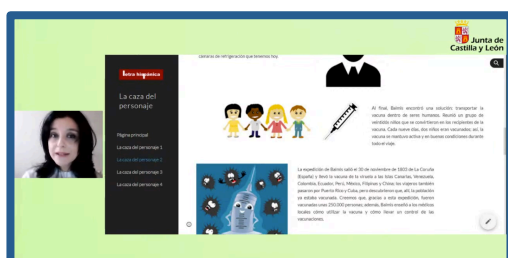 Junta de
Castilla y León
cámaras de refrigeración que tenemos hoy.
letra hispánica
La caza del
personaje
Página principal
La caza del personaje 1
La caza del personaje 2
La caza del personaje 3
La caza del personaje 4
Al final, Balmis encontró una solución: transportar la
vacuna dentro de seres humanos. Reunió un grupo de
veintidós niños que se convirtieron en los recipientes de la
vacuna. Cada nueve días, dos niños eran vacunados; así, la
vacuna se mantuvo activa y en buenas condiciones durante
todo el viaje.
La expedición de Balmis salió el 30 de noviembre de 1803 de La Coruña
(España) y llevó la vacuna de la viruela a las Islas Canarias, Venezuela,
Colombia, Ecuador, Perú, México, Filipinas y China; los viajeros también
pasaron por Puerto Rico y Cuba, pero descubrieron que, allí, la población
ya estaba vacunada. Creemos que, gracias a esta expedición, fueron
vacunadas unas 250.000 personas; además, Balmis enseñó a los médicos
locales cómo utilizar la vacuna y cómo llevar un control de las
vacunaciones.